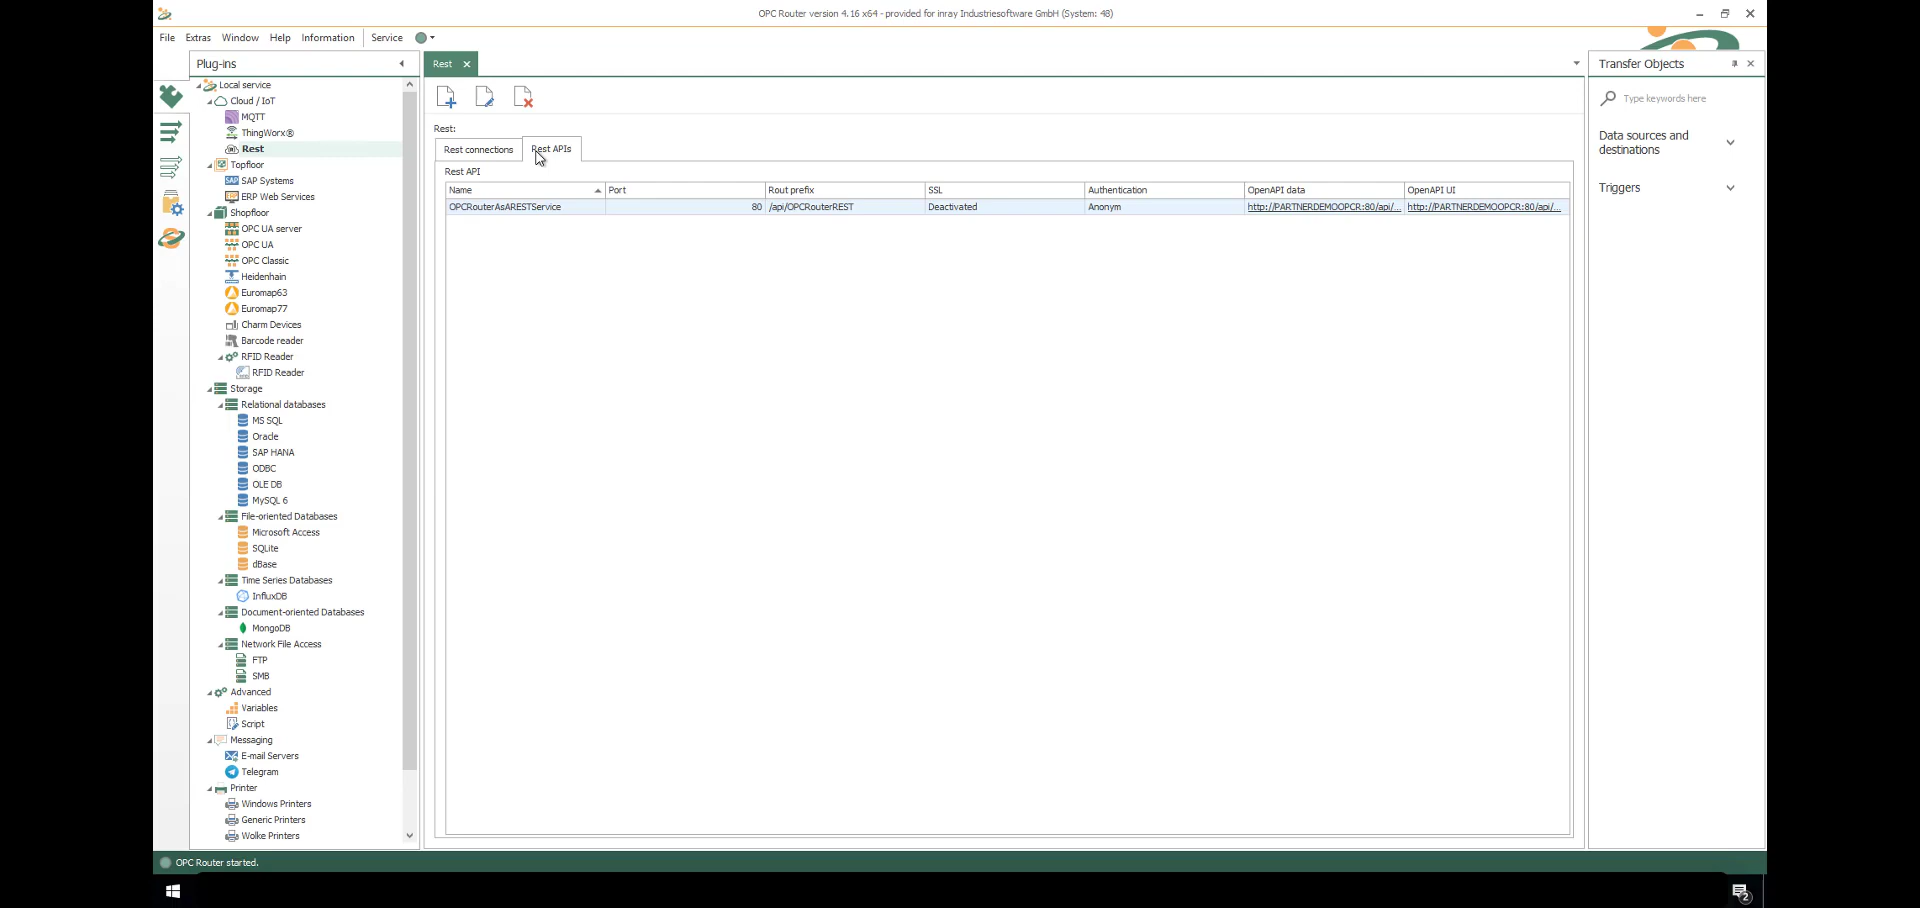 OPC Router version 4.16 x64 - provided for inray Industriesoftware GmbH (System: 48)
File Extras Window Help Information Service
Plug-ins
Local service
Cloud / IoT
MQTT
ThingWorx®
Rest
Topfloor
SAP Systems
ERP Web Services
Shopfloor
OPC UA server
OPC UA
OPC Classic
Heidenhain
Euromap63
Euromap77
Charm Devices
Barcode reader
RFID Reader
RFID Reader
Storage
Relational databases
MS SQL
Oracle
SAP HANA
ODBC
OLE DB
MySQL 6
File-oriented Databases
Microsoft Access
SQLite
dBase
Time Series Databases
InfluxDB
Document-oriented Databases
MongoDB
Network File Access
FTP
SMB
Advanced
Variables
Script
Messaging
E-mail Servers
Telegram
Printer
Windows Printers
Generic Printers
Wolke Printers
Rest
Rest:
Rest connections Rest APIs
Rest API
Name Port Rout prefix SSL Authentication OpenAPI data OpenAPI UI
OPCRouterAsARESTService 80 /api/OPCRouterREST Deactivated Anonym http://PARTNERDEMOOPCR:80/api/... http://PARTNERDEMOOPCR:80/api/...
Transfer Objects
Type keywords here
Data sources and
destinations
Triggers
OPC Router started.
2